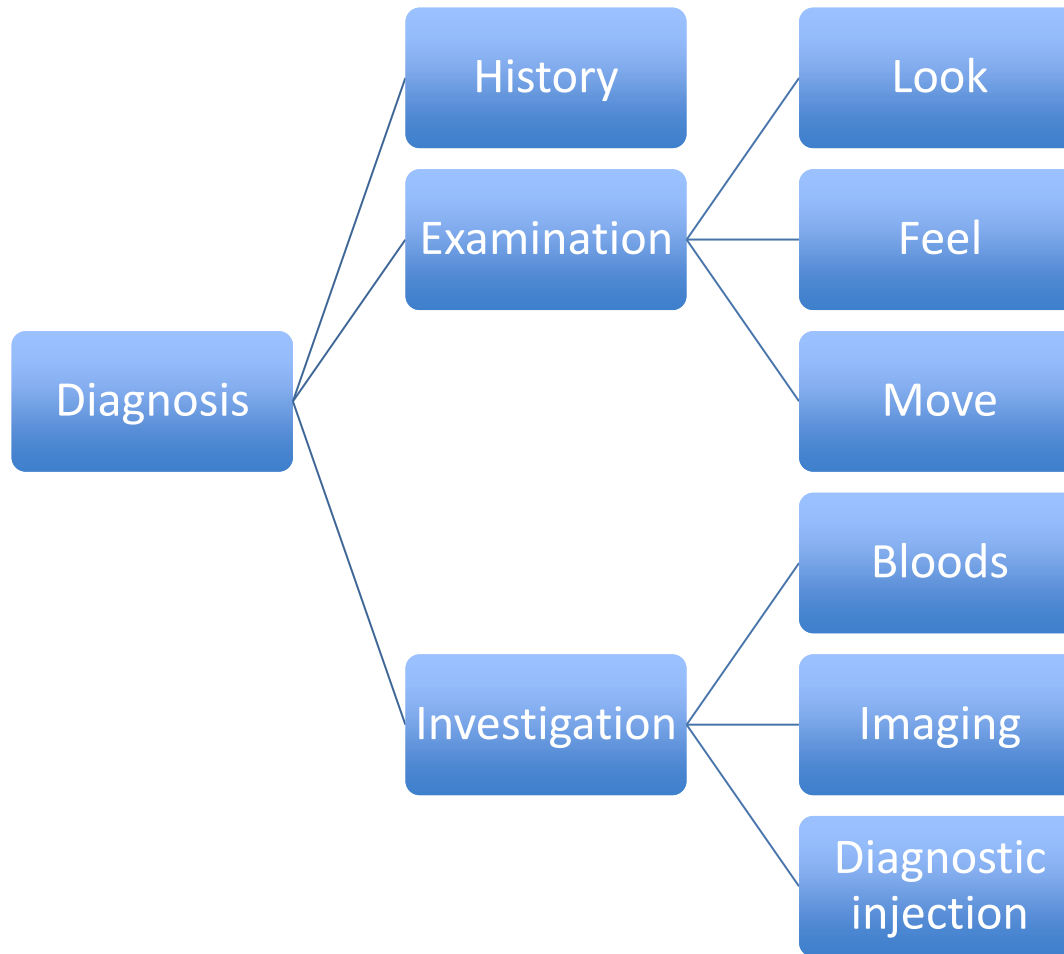 History
Look
Examination
Feel
Diagnosis
Move
Bloods
Investigation
Imaging
Diagnostic
injection